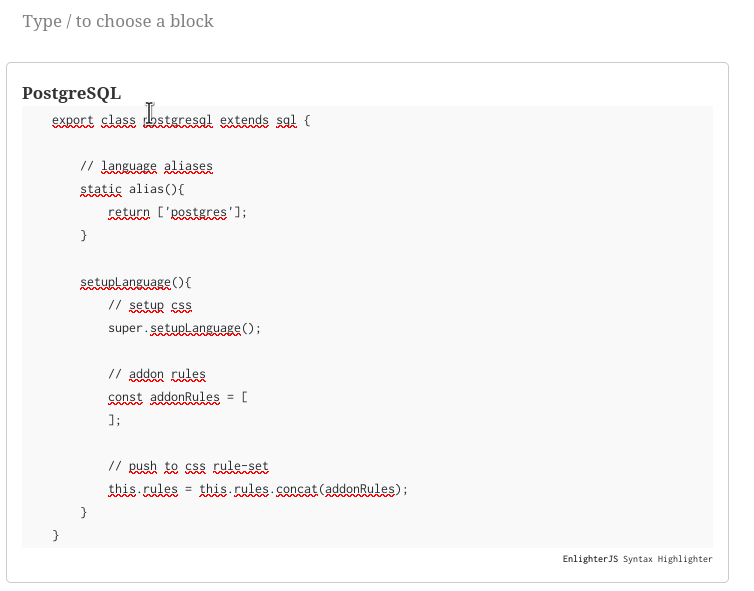 Type / to choose a block
PostgreSQL
export class postgresql extends sql {
// language aliases
static alias(){
return ['postgres'];
}
setupLanguage(){
// setup css
super.setupLanguage();
// addon rules
const addonRules = [
];
// push to css rule-set
this.rules = this.rules.concat(addonRules);
}
}
EnlighterJS Syntax Highlighter